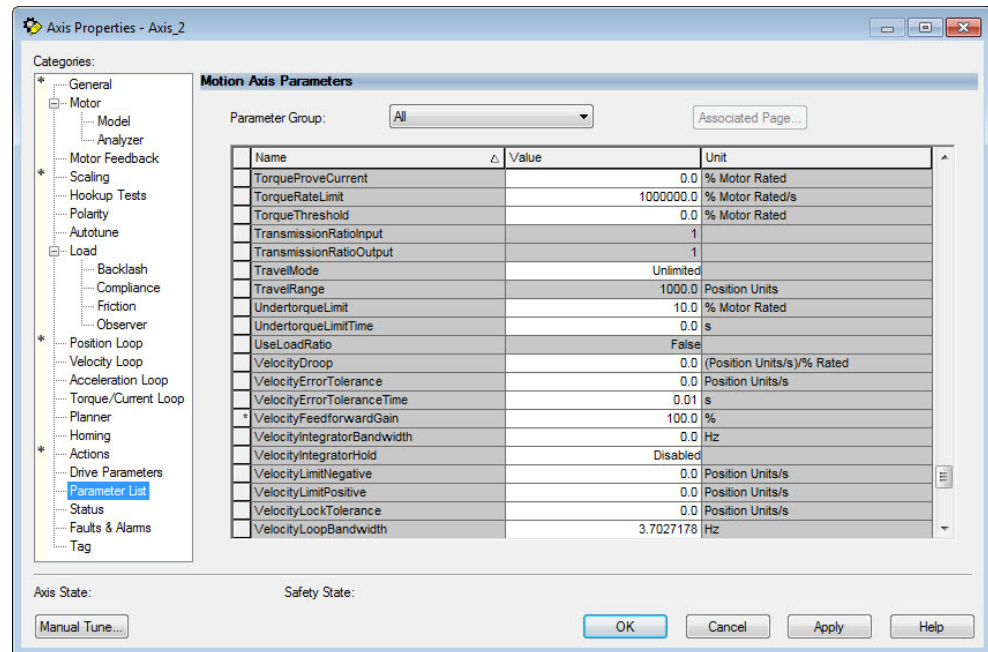 Axis Properties - Axis_2
Categories:
* General
Motor
Model
Analyzer
Motor Feedback
* Scaling
Hookup Tests
Polarity
Autotune
Load
Backlash
Compliance
Friction
Observer
* Position Loop
Velocity Loop
Acceleration Loop
Torque/Current Loop
Planner
Homing
* Actions
Drive Parameters
Parameter List
Status
Faults & Alarms
Tag
Motion Axis Parameters
Parameter Group: All Associated Page...
Name Value Unit
TorqueProveCurrent 0.0 % Motor Rated
TorqueRateLimit 1000000.0 % Motor Rated/s
TorqueThreshold 0.0 % Motor Rated
TransmissionRatioInput 1
TransmissionRatioOutput 1
TravelMode Unlimited
TravelRange 1000.0 Position Units
UndertorqueLimit 10.0 % Motor Rated
UndertorqueLimitTime 0.0 s
UseLoadRatio False
VelocityDroop 0.0 (Position Units/s)/% Rated
VelocityErrorTolerance 0.0 Position Units/s
VelocityErrorToleranceTime 0.01 s
* VelocityFeedforwardGain 100.0 %
VelocityIntegratorBandwidth 0.0 Hz
VelocityIntegratorHold Disabled
VelocityLimitNegative 0.0 Position Units/s
VelocityLimitPositive 0.0 Position Units/s
VelocityLockTolerance 0.0 Position Units/s
VelocityLoopBandwidth 3.7027178 Hz
Axis State: Safety State:
Manual Tune... OK Cancel Apply Help